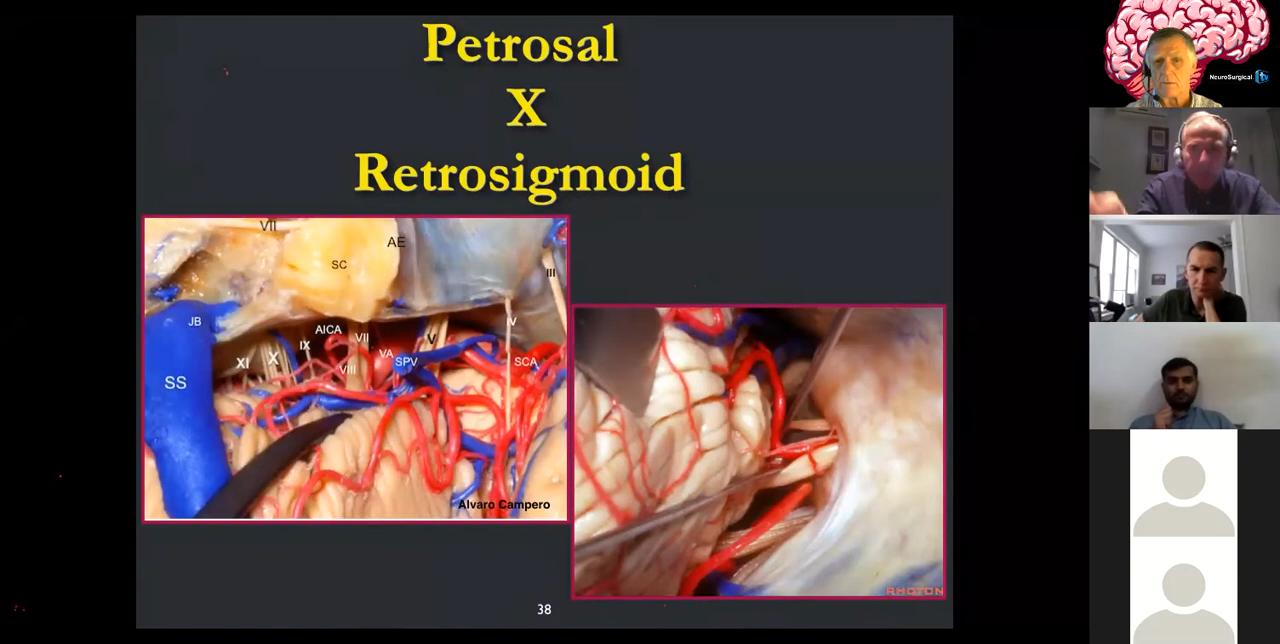 Petrosal
X
Retrosigmoid
VII
AE
SC
III
JB
IV
AICA
VII
V
IX
VA
XI
X
SPV
SCA
VIII
SS
Alvaro Campero
RHOTON
38
NeuroSurgical.tv